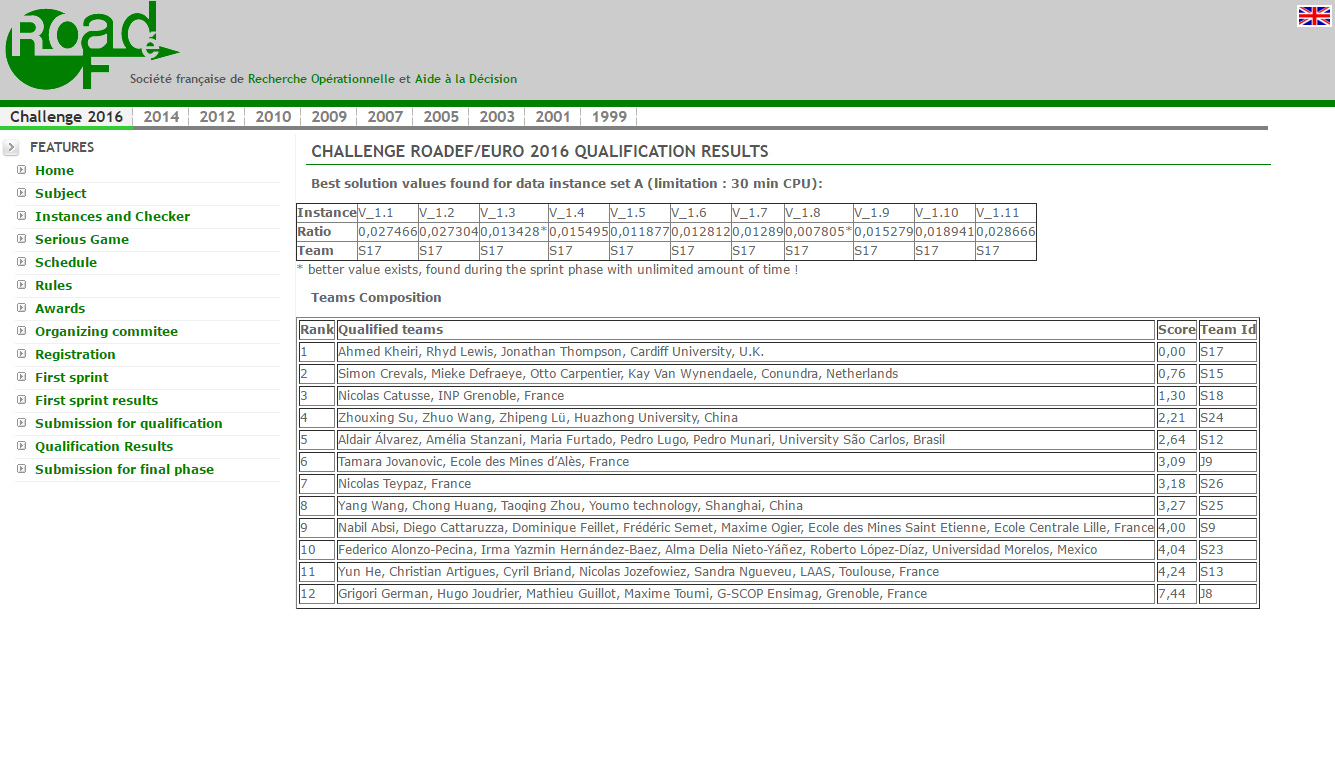 ROADeF
Société française de Recherche Opérationnelle et Aide à la Décision
Challenge 2016 2014 2012 2010 2009 2007 2005 2003 2001 1999
FEATURES
Home
Subject
Instances and Checker
Serious Game
Schedule
Rules
Awards
Organizing commitee
Registration
First sprint
First sprint results
Submission for qualification
Qualification Results
Submission for final phase
CHALLENGE ROADEF/EURO 2016 QUALIFICATION RESULTS
Best solution values found for data instance set A (limitation : 30 min CPU):
Instance V_1.1 V_1.2 V_1.3 V_1.4 V_1.5 V_1.6 V_1.7 V_1.8 V_1.9 V_1.10 V_1.11
Ratio 0,027466 0,027304 0,013428* 0,015495 0,011877 0,012812 0,01289 0,007805* 0,015279 0,018941 0,028666
Team S17 S17 S17 S17 S17 S17 S17 S17 S17 S17 S17
* better value exists, found during the sprint phase with unlimited amount of time !
Teams Composition
Rank Qualified teams Score Team Id
1 Ahmed Kheiri, Rhyd Lewis, Jonathan Thompson, Cardiff University, U.K. 0,00 S17
2 Simon Crevals, Mieke Defraeye, Otto Carpentier, Kay Van Wynendaele, Conundra, Netherlands 0,76 S15
3 Nicolas Catusse, INP Grenoble, France 1,30 S18
4 Zhouxing Su, Zhuo Wang, Zhipeng Lü, Huazhong University, China 2,21 S24
5 Aldair Álvarez, Amélia Stanzani, Maria Furtado, Pedro Lugo, Pedro Munari, University São Carlos, Brasil 2,64 S12
6 Tamara Jovanovic, Ecole des Mines d’Alès, France 3,09 J9
7 Nicolas Teypaz, France 3,18 S26
8 Yang Wang, Chong Huang, Taoqing Zhou, Youmo technology, Shanghai, China 3,27 S25
9 Nabil Absi, Diego Cattaruzza, Dominique Feillet, Frédéric Semet, Maxime Ogier, Ecole des Mines Saint Etienne, Ecole Centrale Lille, France 4,00 S9
10 Federico Alonzo-Pecina, Irma Yazmin Hernández-Baez, Alma Delia Nieto-Yáñez, Roberto López-Díaz, Universidad Morelos, Mexico 4,04 S23
11 Yun He, Christian Artigues, Cyril Briand, Nicolas Jozefowiez, Sandra Ngueveu, LAAS, Toulouse, France 4,24 S13
12 Grigori German, Hugo Joudrier, Mathieu Guillot, Maxime Toumi, G-SCOP Ensimag, Grenoble, France 7,44 J8